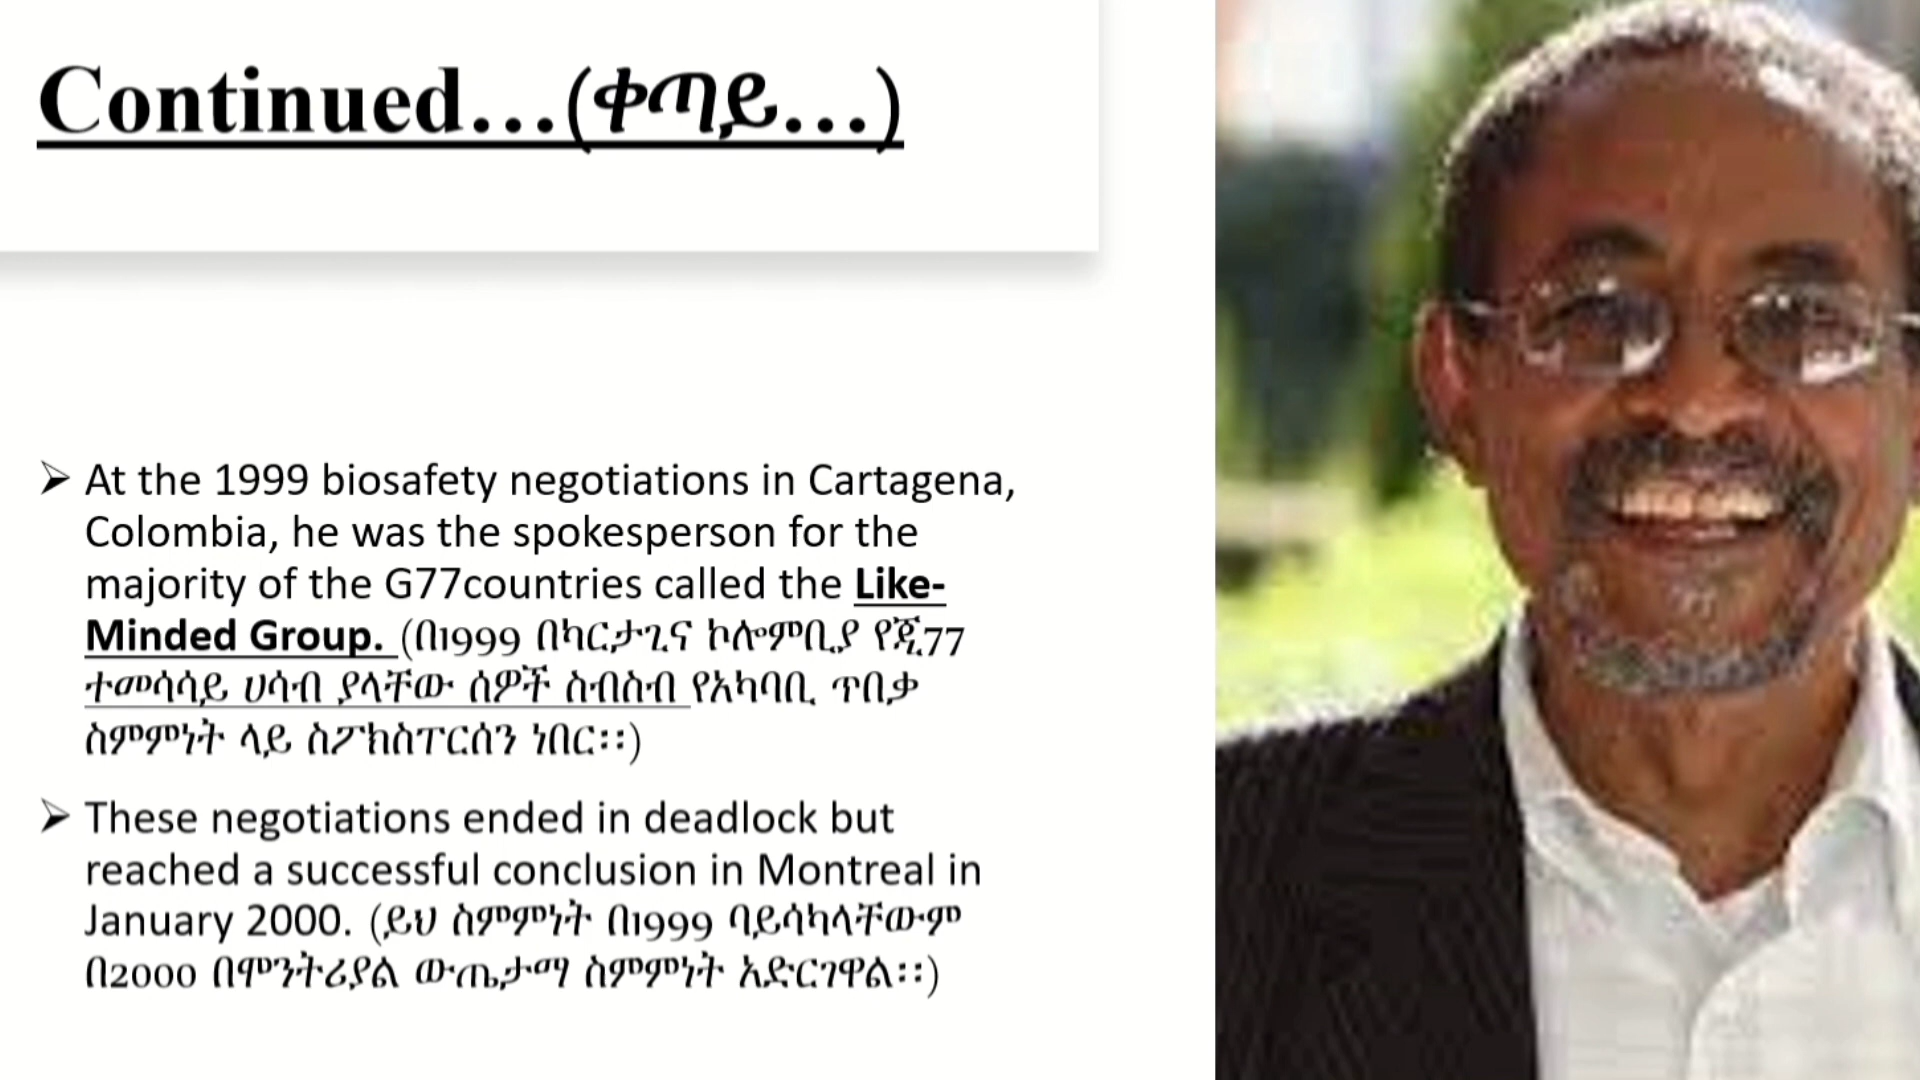 Continued…(ቀጣይ…)
➢ At the 1999 biosafety negotiations in Cartagena,
Colombia, he was the spokesperson for the
majority of the G77countries called the Like-
Minded Group. (በ1999 በካርታጊና ኮሎምቢያ የጂ77
ተመሳሳይ ሀሳብ ያላቸው ሰዎች ስብስብ የአካባቢ ጥበቃ
ስምምነት ላይ ስፖክስፐርሰን ነበር፡፡)
➢ These negotiations ended in deadlock but
reached a successful conclusion in Montreal in
January 2000. (ይህ ስምምነት በ1999 ባይሳካላቸውም
በ2000 በሞንትሪያል ውጤታማ ስምምነት አድርገዋል፡፡)